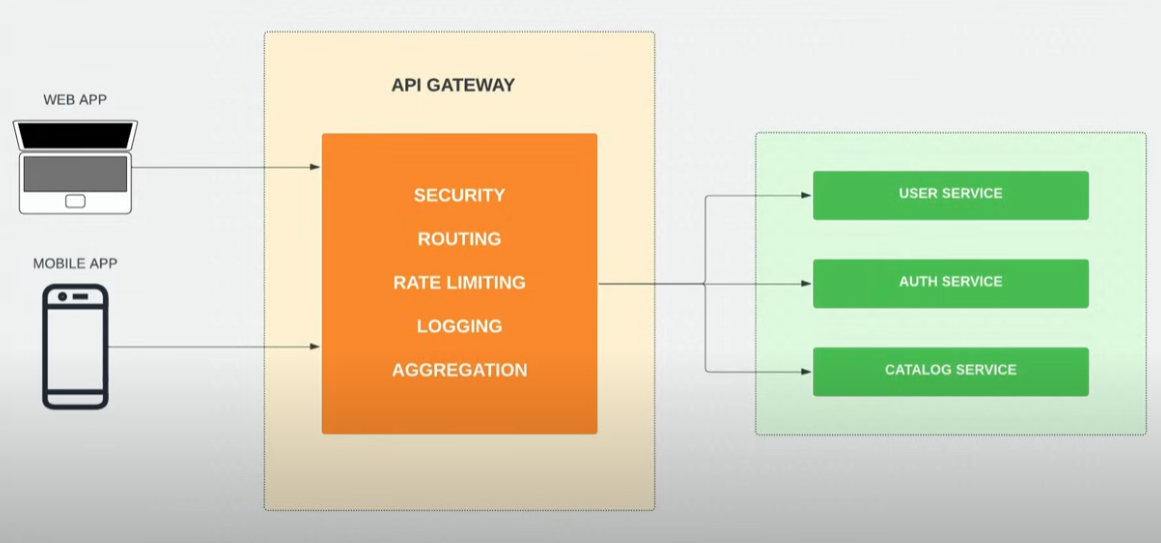 WEB APP
MOBILE APP
API GATEWAY
SECURITY
ROUTING
RATE LIMITING
LOGGING
AGGREGATION
USER SERVICE
AUTH SERVICE
CATALOG SERVICE